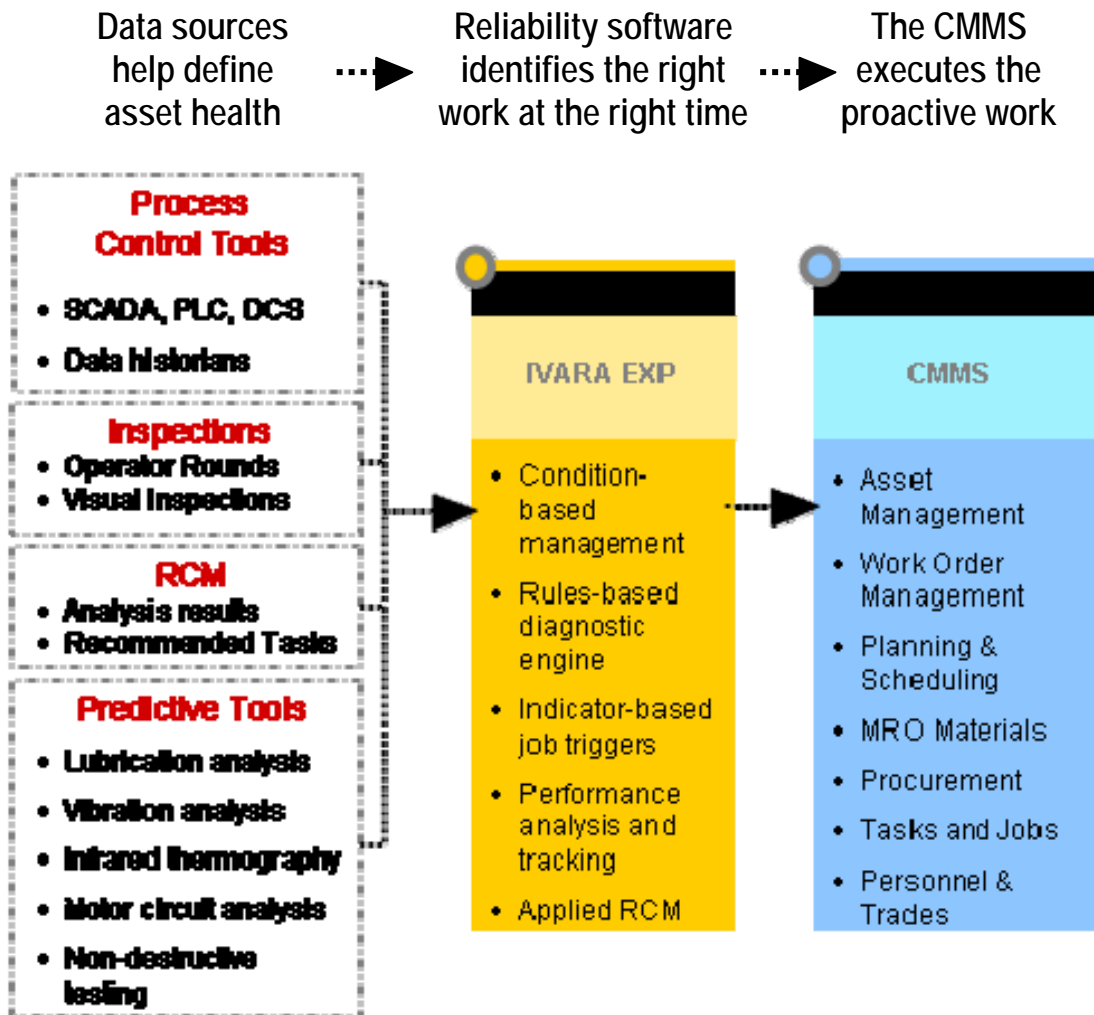 Data sources
help define
asset health
Reliability software
identifies the right
work at the right time
The CMMS
executes the
proactive work
Process
Control Tools
• SCADA, PLC, DCS
• Data historians
Inspections
• Operator Rounds
• Visual Inspections
RCM
• Analysis results
• Recommended Tasks
Predictive Tools
• Lubrication analysis
• Vibration analysis
• Infrared thermography
• Motor circuit analysis
• Non-destructive
testing
IVARA EXP
• Condition-
based
management
• Rules-based
diagnostic
engine
• Indicator-based
job triggers
• Performance
analysis and
tracking
• Applied RCM
CMMS
• Asset
Management
• Work Order
Management
• Planning &
Scheduling
• MRO Materials
• Procurement
• Tasks and Jobs
• Personnel &
Trades